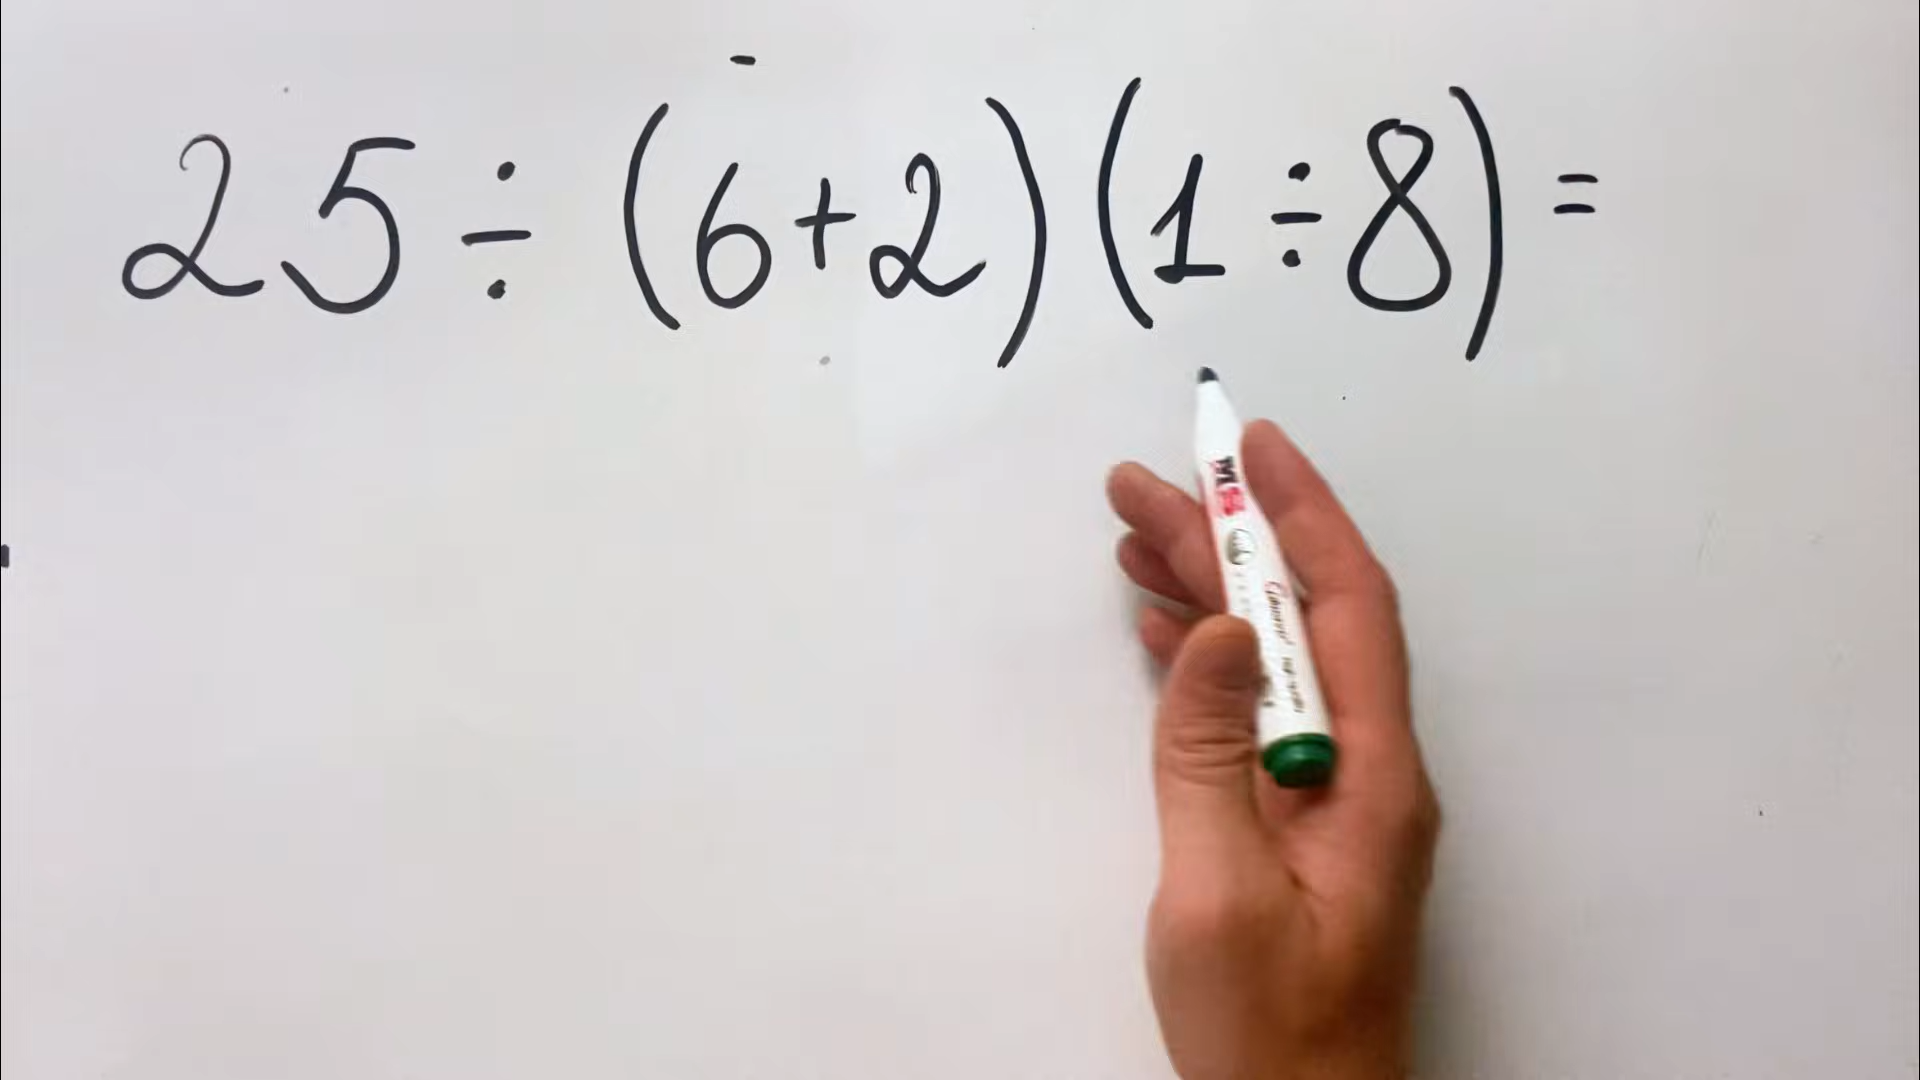 25 ÷ (6+2)(1÷8) =